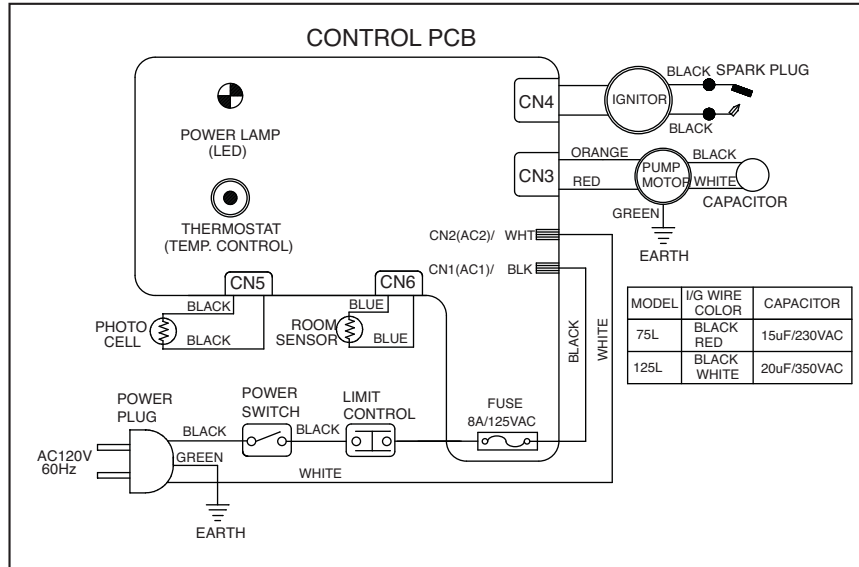 CONTROL PCB
POWER LAMP
(LED)
THERMOSTAT
(TEMP. CONTROL)
CN4
BLACK
SPARK PLUG
IGNITOR
BLACK
CN3
ORANGE
RED
PUMP
MOTOR
BLACK
WHITE
CAPACITOR
GREEN
EARTH
CN2(AC2)/ WHT
CN1(AC1)/ BLK
BLACK
WHITE
CN5
BLACK
PHOTO
CELL
BLACK
CN6
BLUE
ROOM
SENSOR
BLUE
MODEL I/G WIRE COLOR CAPACITOR
75L BLACK RED 15uF/230VAC
125L BLACK WHITE 20uF/350VAC
POWER
PLUG
AC120V
60Hz
BLACK
POWER
SWITCH
BLACK
LIMIT
CONTROL
FUSE
8A/125VAC
GREEN
WHITE
EARTH